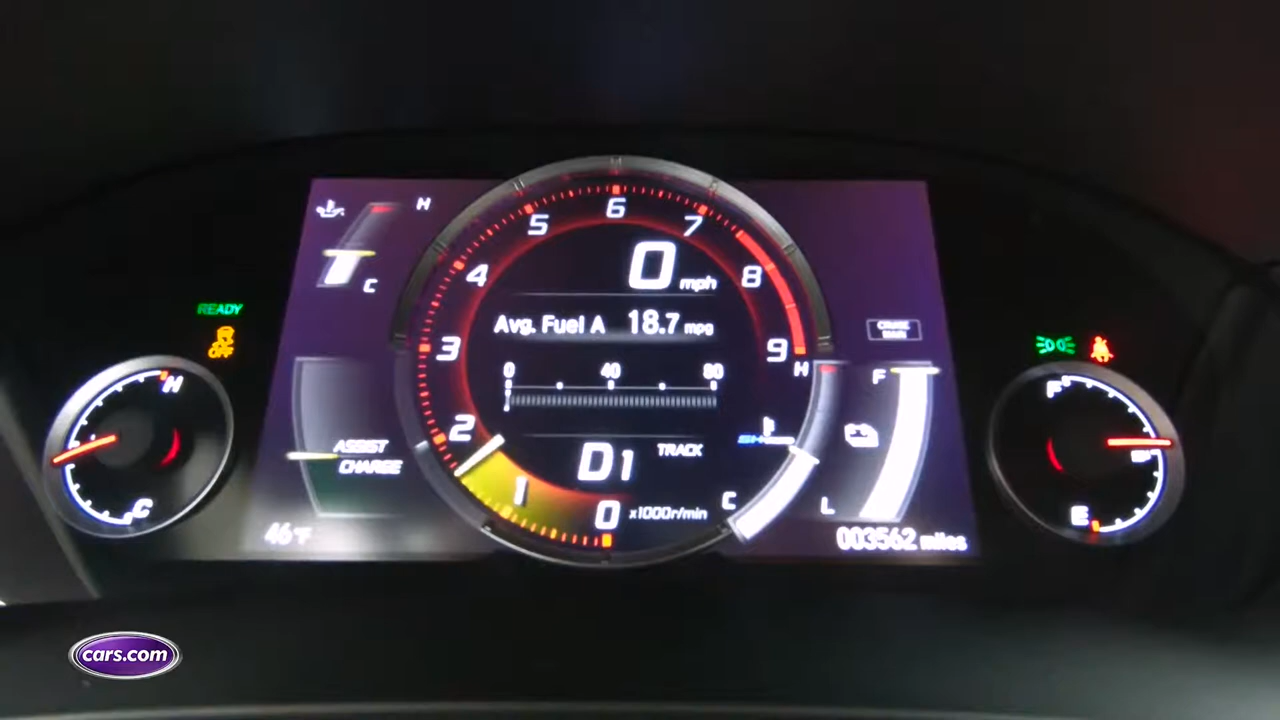 H
C
READY
OFF
H
C
ASSIST
CHARGE
46°F
5 6 7
4 8
3 9
2
1
0
0 mph
Avg. Fuel A 18.7 mpg
0 40 80
D1 TRACK
x1000r/min
H
C
F
L
003562 miles
F
E
cars.com